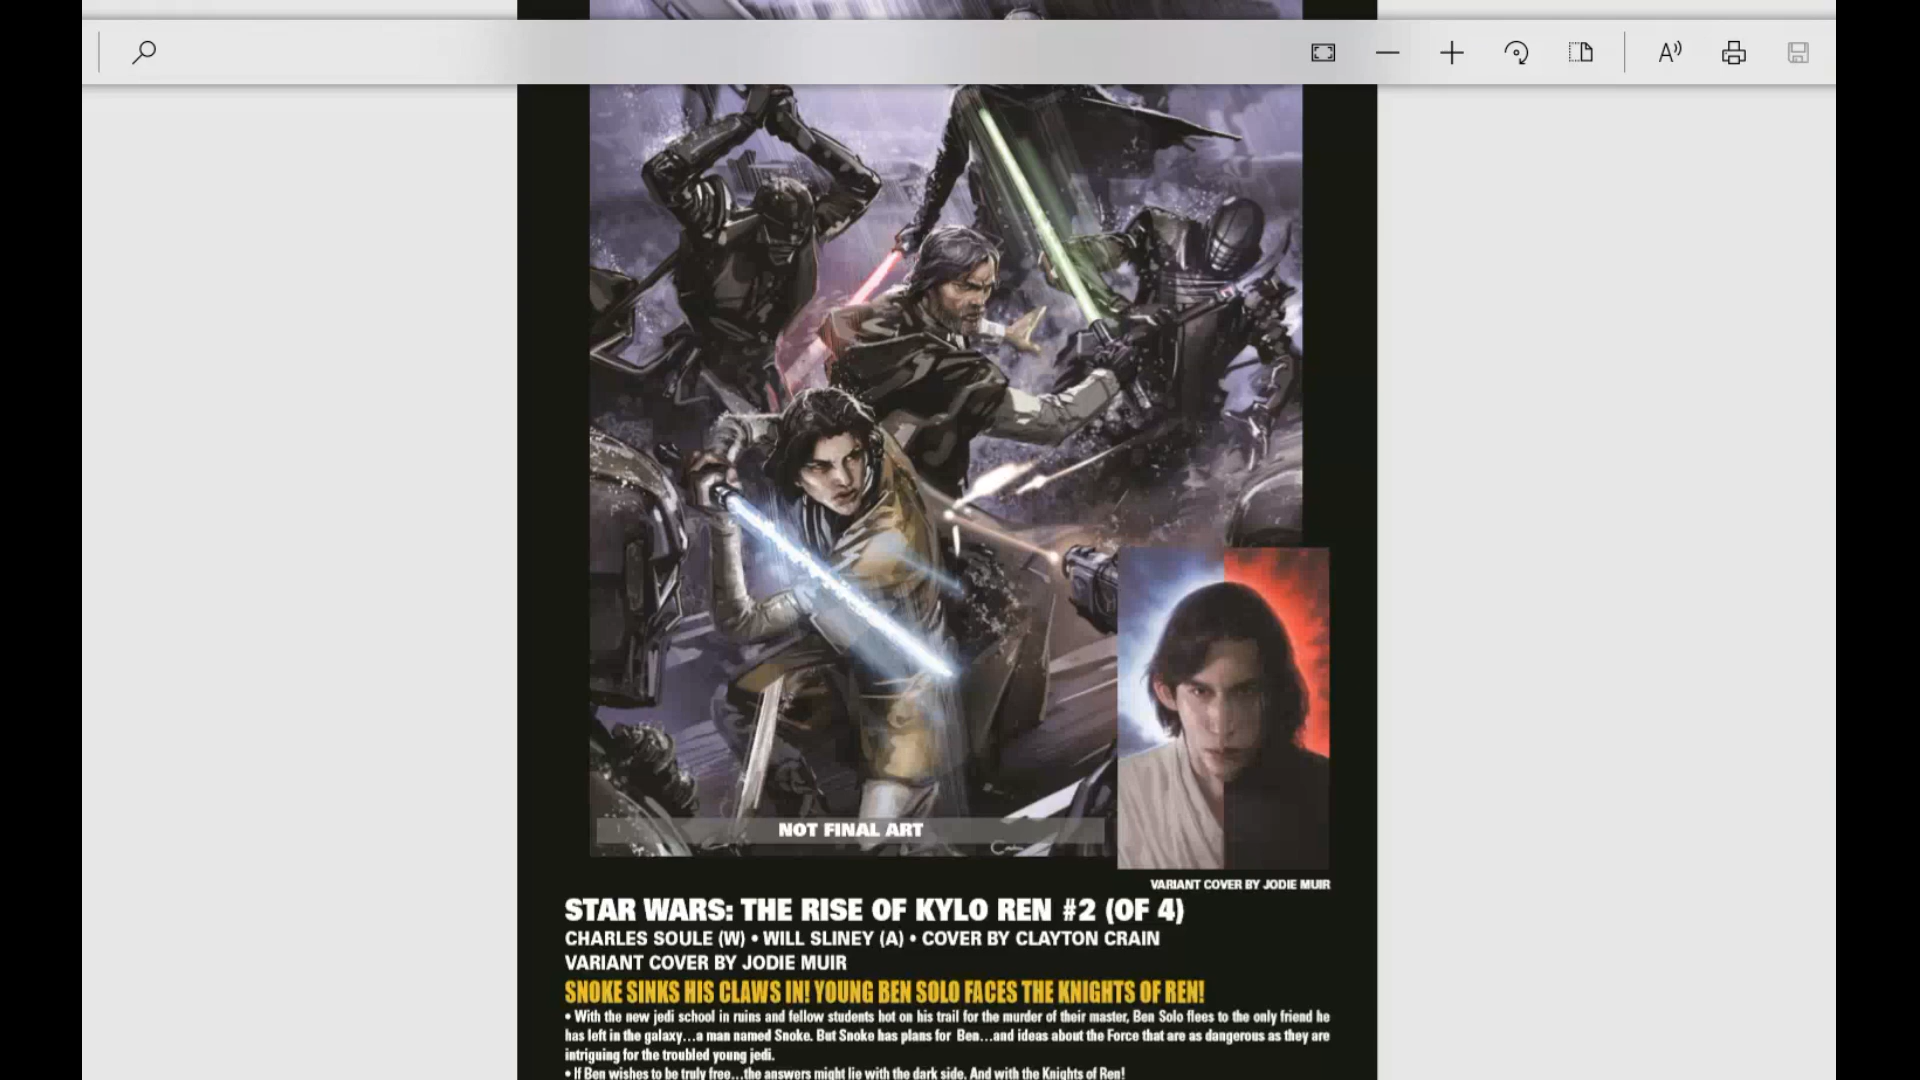 NOT FINAL ART
VARIANT COVER BY JODIE MUIR
STAR WARS: THE RISE OF KYLO REN #2 (OF 4)
CHARLES SOULE (W) • WILL SLINEY (A) • COVER BY CLAYTON CRAIN
VARIANT COVER BY JODIE MUIR
SNOKE SINKS HIS CLAWS IN! YOUNG BEN SOLO FACES THE KNIGHTS OF REN!
• With the new jedi school in ruins and fellow students hot on his trail for the murder of their master, Ben Solo flees to the only friend he
has left in the galaxy…a man named Snoke. But Snoke has plans for Ben…and ideas about the Force that are as dangerous as they are
intriguing for the troubled young jedi.
• If Ben wishes to be truly free…the answers might lie with the dark side. And with the Knights of Ren!